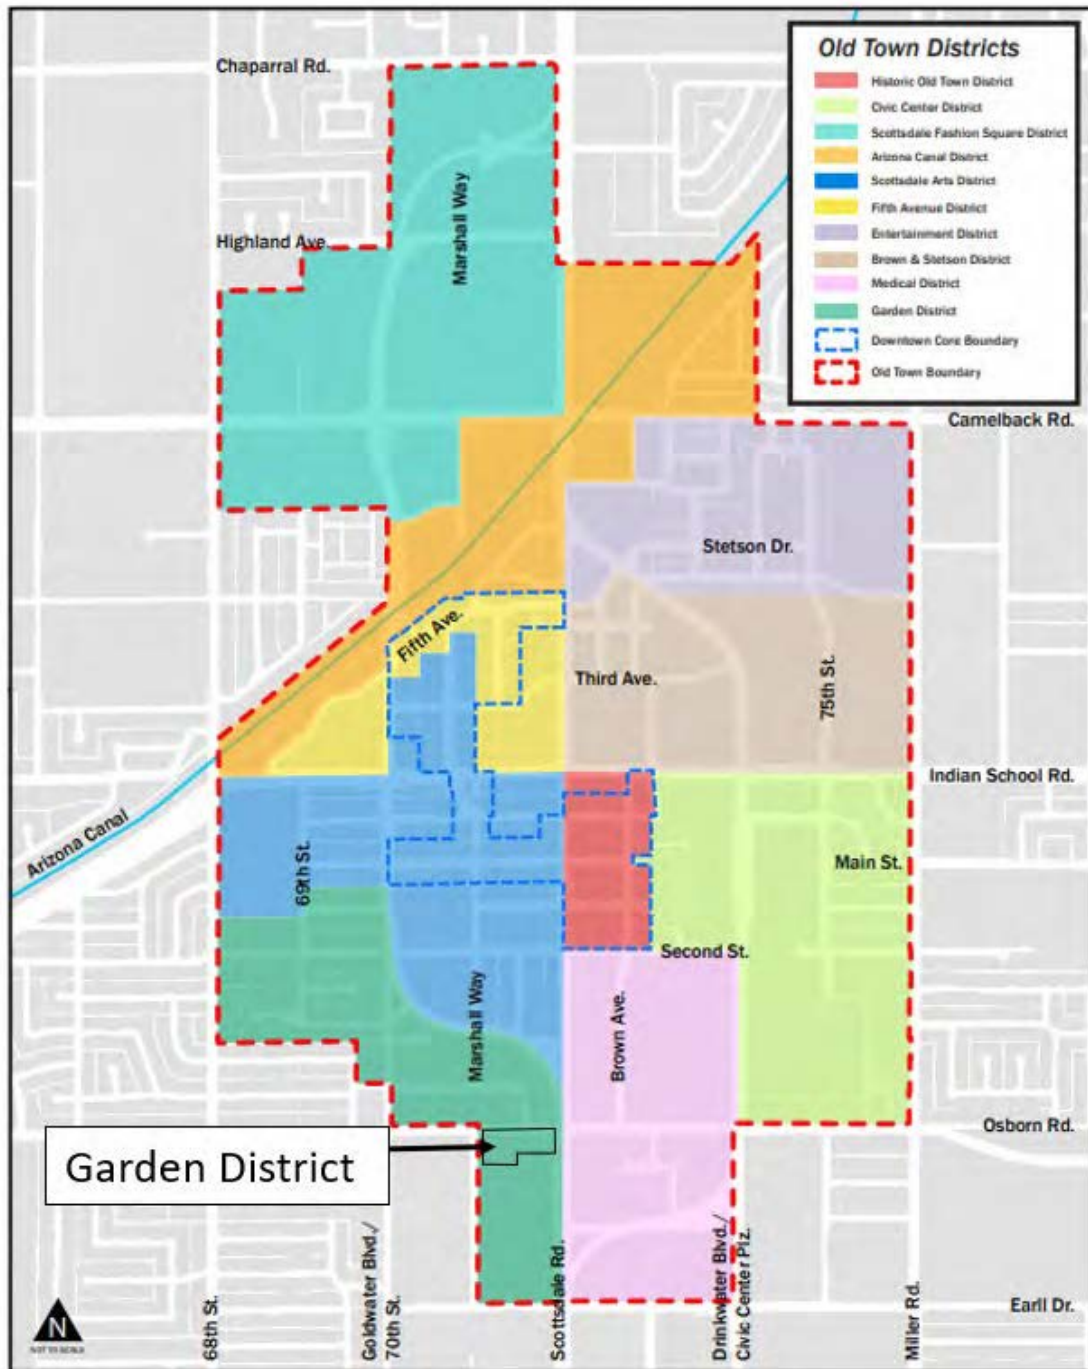 Old Town Districts
Historic Old Town District
Civic Center District
Scottsdale Fashion Square District
Arizona Canal District
Scottsdale Arts District
Fifth Avenue District
Entertainment District
Brown & Stetson District
Medical District
Garden District
Downtown Core Boundary
Old Town Boundary
Chaparral Rd.
Marshall Way
Highland Ave.
Camelback Rd.
Stetson Dr.
Fifth Ave.
Third Ave.
75th St.
Indian School Rd.
Arizona Canal
69th St.
Main St.
Second St.
Marshall Way
Brown Ave.
Osborn Rd.
Garden District
68th St.
Goldwater Blvd./
70th St.
Scottsdale Rd.
Drinkwater Blvd./
Civic Center Plz.
Miller Rd.
Earll Dr.
N
NOT TO SCALE